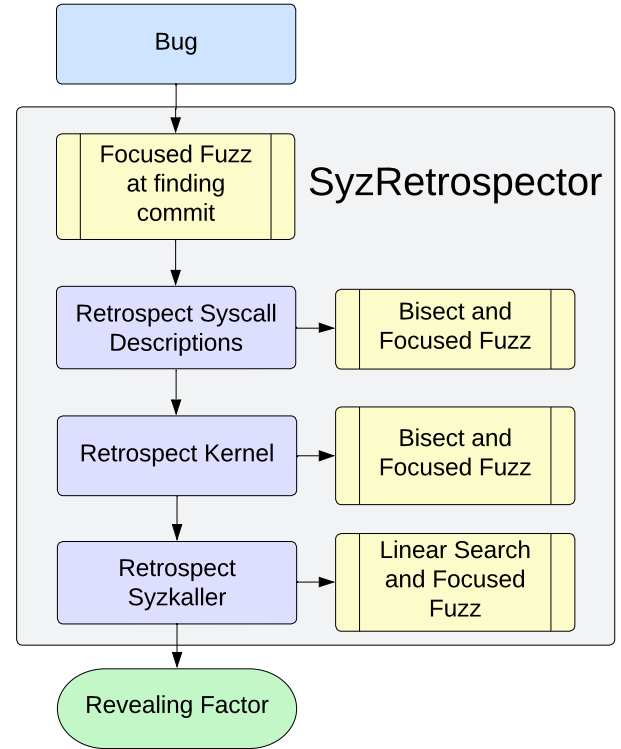 Bug
Focused Fuzz
at finding
commit
SyzRetrospector
Retrospect Syscall
Descriptions
Bisect and
Focused Fuzz
Retrospect Kernel
Bisect and
Focused Fuzz
Retrospect
Syzkaller
Linear Search
and Focused
Fuzz
Revealing Factor